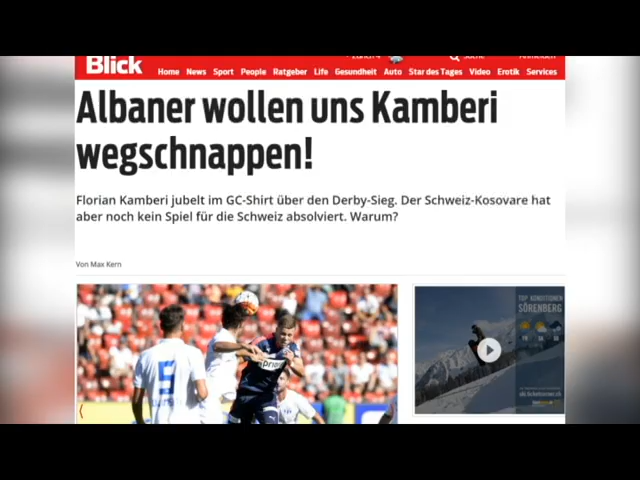 Blick
Home News Sport People Ratgeber Life Gesundheit Auto Star des Tages Video Erotik Services
Albaner wollen uns Kamberi
wegschnappen!
Florian Kamberi jubelt im GC-Shirt über den Derby-Sieg. Der Schweiz-Kosovare hat
aber noch kein Spiel für die Schweiz absolviert. Warum?
Von Max Kern
TOP KONDITIONEN
SÖRENBERG
5